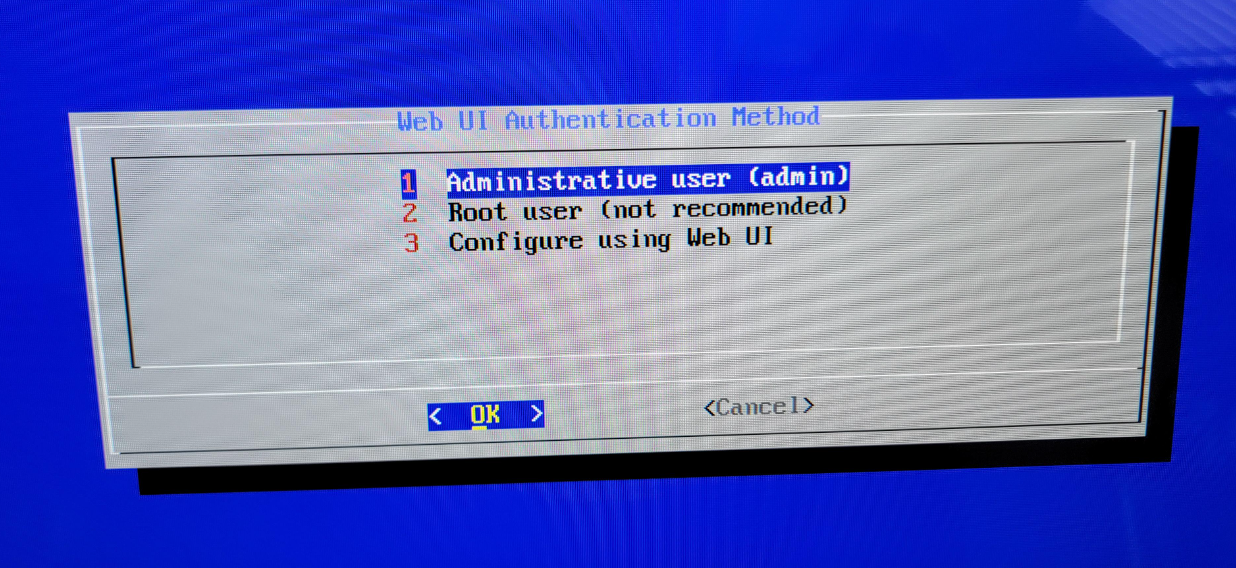 Web UI Authentication Method
1 Administrative user (admin)
2 Root user (not recommended)
3 Configure using Web UI
< OK > <Cancel>